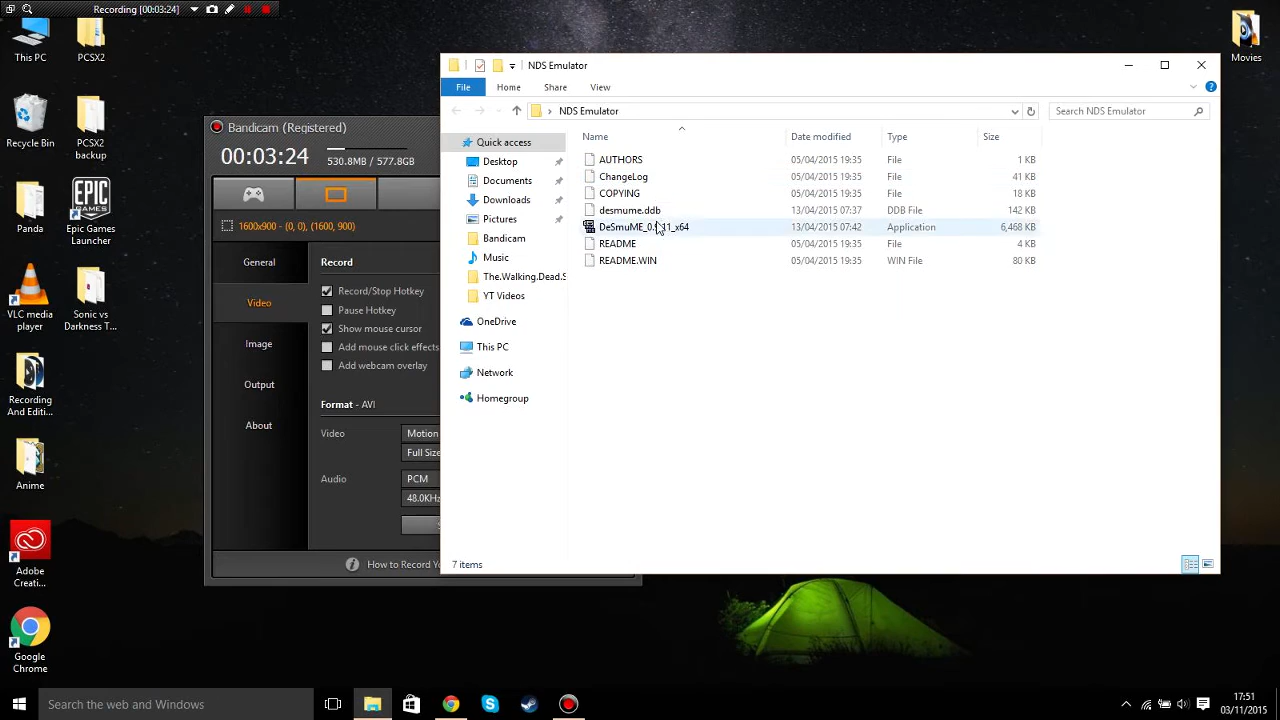 Recording [00:03:24]
This PC
PCSX2
Recycle Bin
PCSX2
backup
Panda
Epic Games
Launcher
VLC media
player
Sonic vs
Darkness T...
Recording
And Editi...
Anime
Adobe
Creati...
Google
Chrome
Movies
Bandicam (Registered)
00:03:24
530.8MB / 577.8GB
1600x900 - (0, 0), (1600, 900)
General
Video
Image
Output
About
Record
Record/Stop Hotkey
Pause Hotkey
Show mouse cursor
Add mouse click effects
Add webcam overlay
Format - AVI
Video
Motion
Full Size
Audio
PCM
48.0KHz
How to Record Yo
NDS Emulator
File Home Share View
NDS Emulator
Search NDS Emulator
Quick access
Desktop
Documents
Downloads
Pictures
Bandicam
Music
The.Walking.Dead.S
YT Videos
OneDrive
This PC
Network
Homegroup
Name Date modified Type Size
AUTHORS 05/04/2015 19:35 File 1 KB
ChangeLog 05/04/2015 19:35 File 41 KB
COPYING 05/04/2015 19:35 File 18 KB
desmume.ddb 13/04/2015 07:37 DDB File 142 KB
13/04/2015 07:42 Application 6,468 KB
README 05/04/2015 19:35 File 4 KB
README.WIN 05/04/2015 19:35 WIN File 80 KB
7 items
Search the web and Windows
17:51
03/11/2015